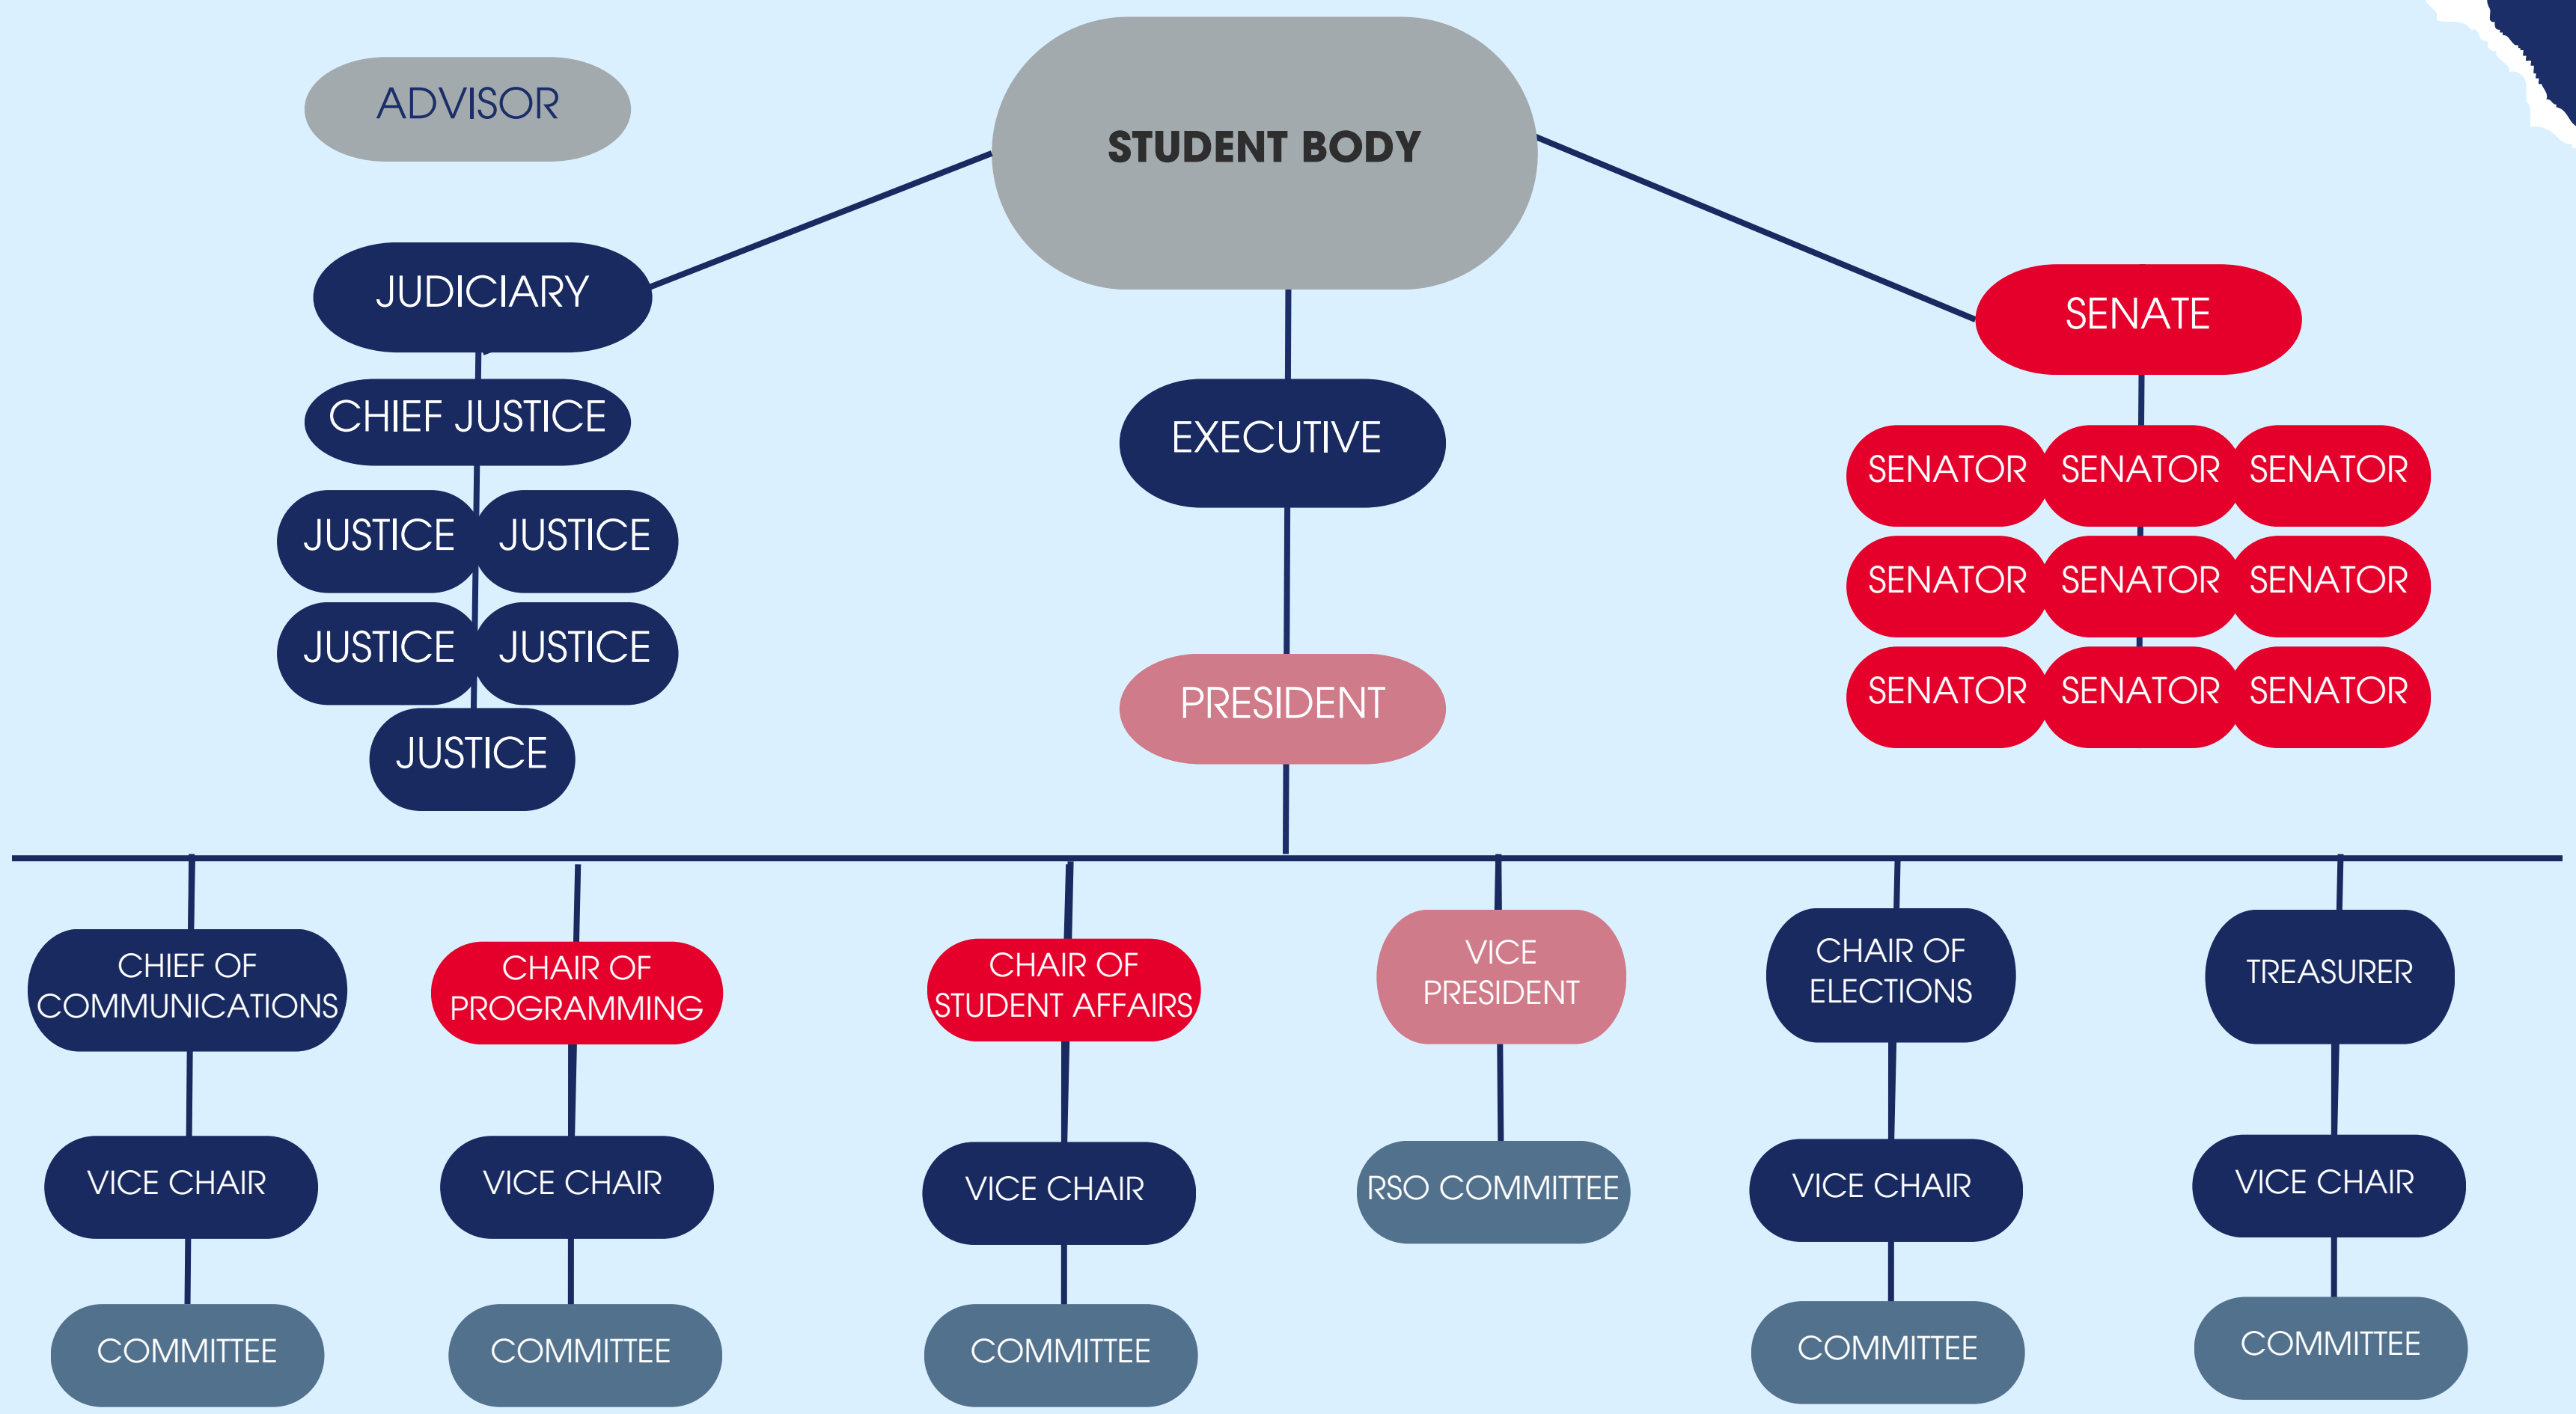 ADVISOR
STUDENT BODY
JUDICIARY
SENATE
CHIEF JUSTICE
EXECUTIVE
SENATOR SENATOR SENATOR
JUSTICE JUSTICE
SENATOR SENATOR SENATOR
JUSTICE JUSTICE
PRESIDENT
SENATOR SENATOR SENATOR
JUSTICE
CHIEF OF
COMMUNICATIONS
CHAIR OF
PROGRAMMING
CHAIR OF
STUDENT AFFAIRS
VICE
PRESIDENT
CHAIR OF
ELECTIONS
TREASURER
VICE CHAIR
VICE CHAIR
VICE CHAIR
RSO COMMITTEE
VICE CHAIR
VICE CHAIR
COMMITTEE
COMMITTEE
COMMITTEE
COMMITTEE
COMMITTEE